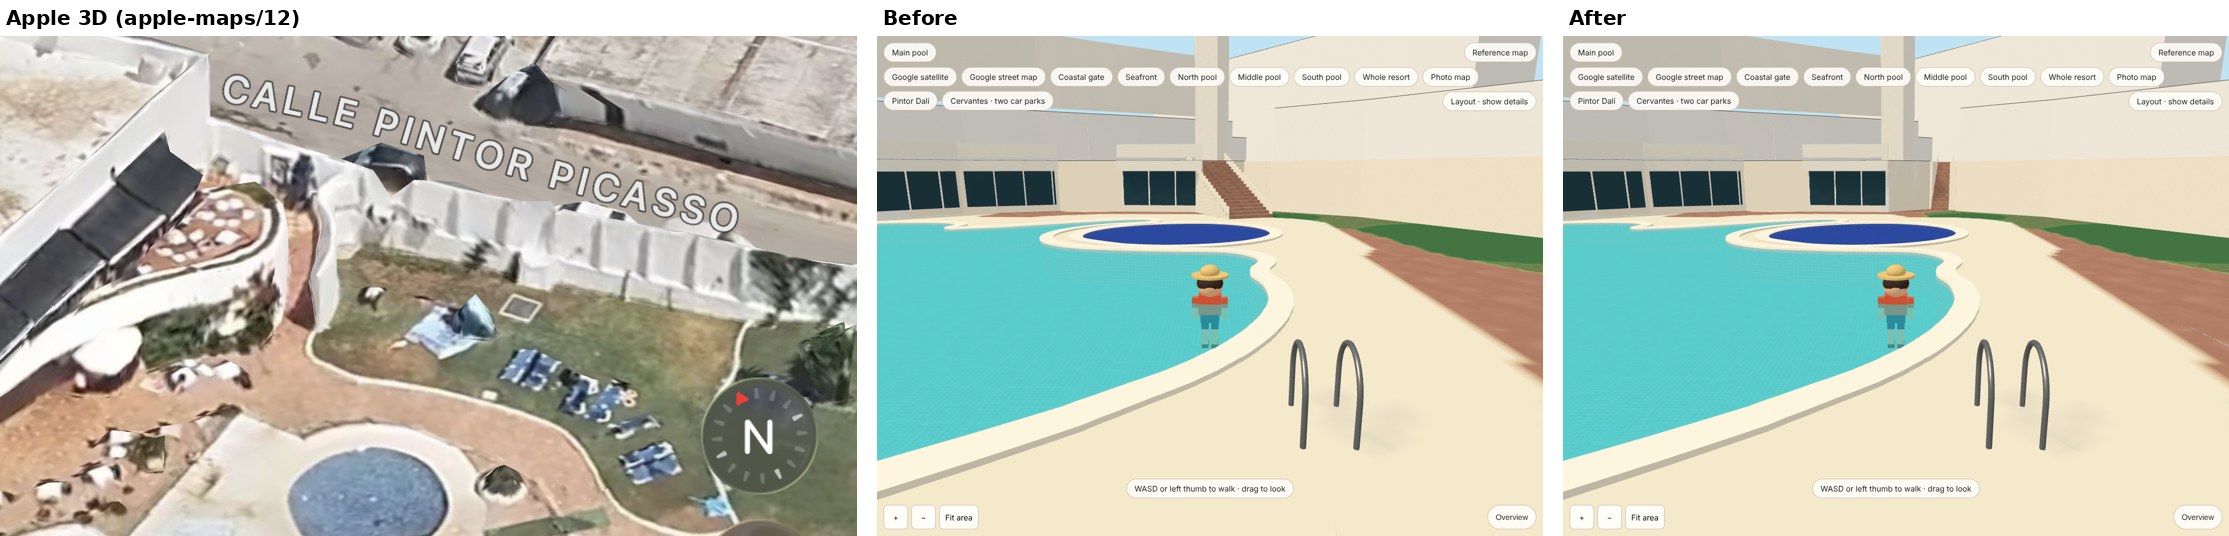 Apple 3D (apple-maps/12)
CALLE PINTOR PICASSO
N
Before
Main pool
Reference map
Google satellite
Google street map
Coastal gate
Seafront
North pool
Middle pool
South pool
Whole resort
Photo map
Pintor Dalí
Cervantes · two car parks
Layout · show details
WASD or left thumb to walk · drag to look
+
−
Fit area
Overview
After
Main pool
Reference map
Google satellite
Google street map
Coastal gate
Seafront
North pool
Middle pool
South pool
Whole resort
Photo map
Pintor Dalí
Cervantes · two car parks
Layout · show details
WASD or left thumb to walk · drag to look
+
−
Fit area
Overview